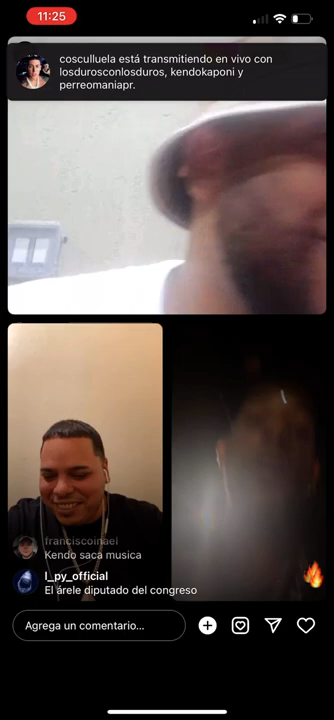 11:25
cosculluela está transmitiendo en vivo con
losdurosconlosduros, kendokaponi y
perreomaniapr.
franciscoinael
Kendo saca musica
l_py_official
El árele diputado del congreso
Agrega un comentario...